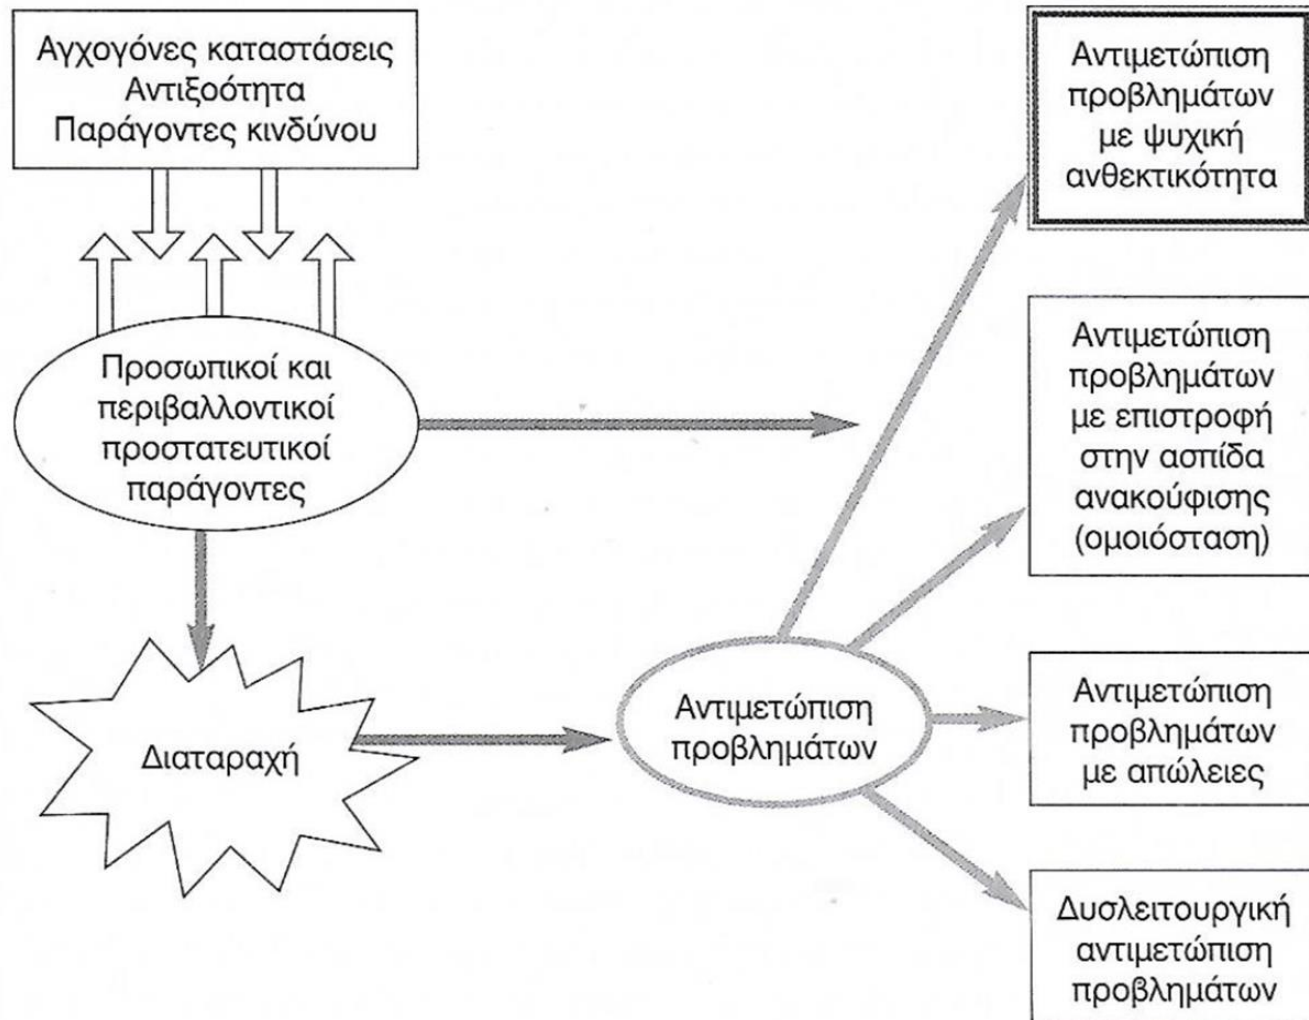 Αγχογόνες καταστάσεις
Αντιξοότητα
Παράγοντες κινδύνου
Προσωπικοί και
περιβαλλοντικοί
προστατευτικοί
παράγοντες
Διαταραχή
Αντιμετώπιση
προβλημάτων
Αντιμετώπιση
προβλημάτων
με ψυχική
ανθεκτικότητα
Αντιμετώπιση
προβλημάτων
με επιστροφή
στην ασπίδα
ανακούφισης
(ομοιόσταση)
Αντιμετώπιση
προβλημάτων
με απώλειες
Δυσλειτουργική
αντιμετώπιση
προβλημάτων